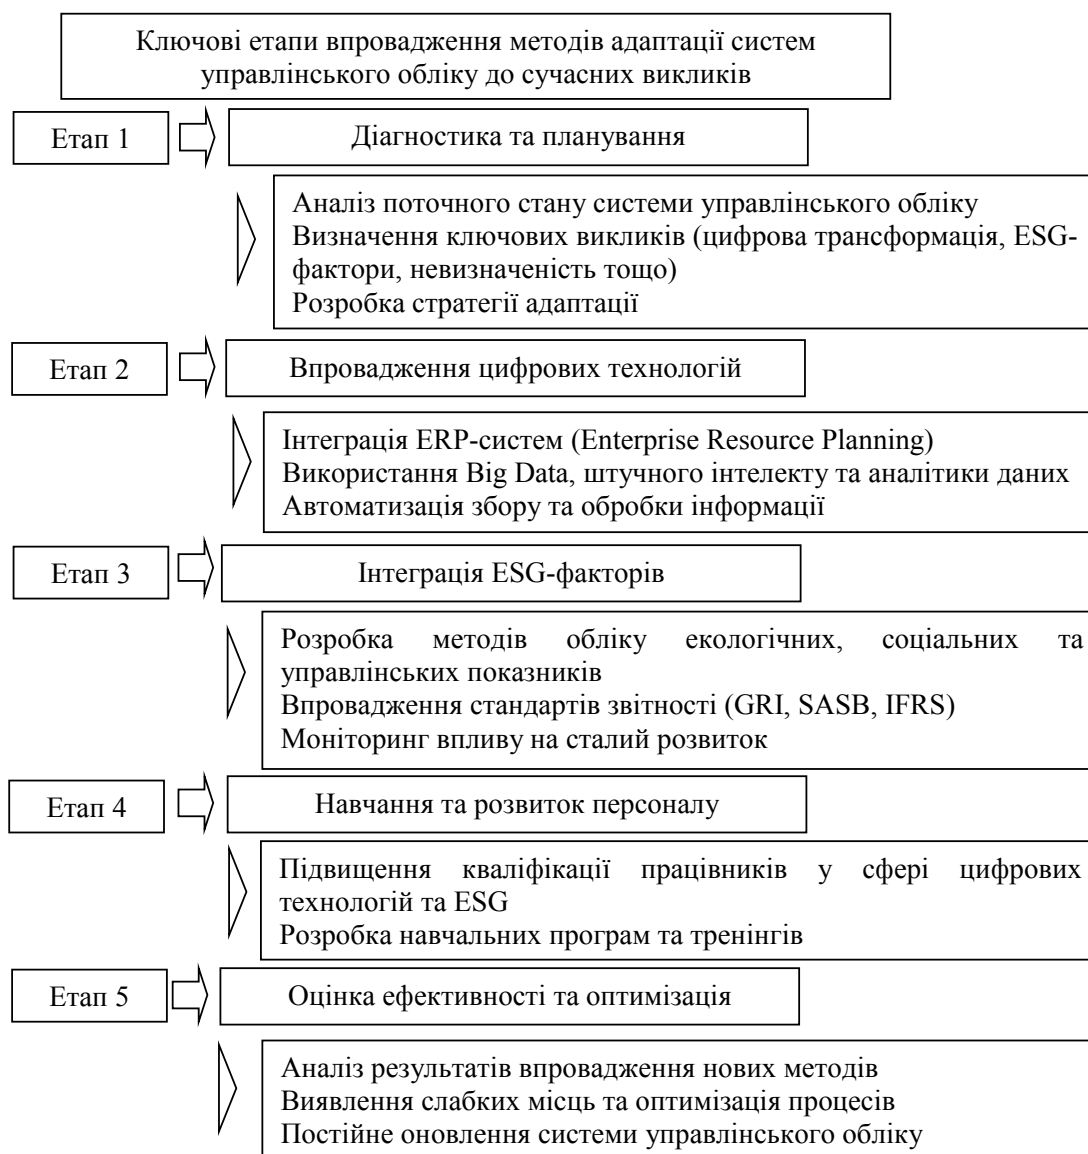 Ключові етапи впровадження методів адаптації систем
управлінського обліку до сучасних викликів
Етап 1
Діагностика та планування
Аналіз поточного стану системи управлінського обліку
Визначення ключових викликів (цифрова трансформація, ESG-
фактори, невизначеність тощо)
Розробка стратегії адаптації
Етап 2
Впровадження цифрових технологій
Інтеграція ERP-систем (Enterprise Resource Planning)
Використання Big Data, штучного інтелекту та аналітики даних
Автоматизація збору та обробки інформації
Етап 3
Інтеграція ESG-факторів
Розробка методів обліку екологічних, соціальних та
управлінських показників
Впровадження стандартів звітності (GRI, SASB, IFRS)
Моніторинг впливу на сталий розвиток
Етап 4
Навчання та розвиток персоналу
Підвищення кваліфікації працівників у сфері цифрових
технологій та ESG
Розробка навчальних програм та тренінгів
Етап 5
Оцінка ефективності та оптимізація
Аналіз результатів впровадження нових методів
Виявлення слабких місць та оптимізація процесів
Постійне оновлення системи управлінського обліку